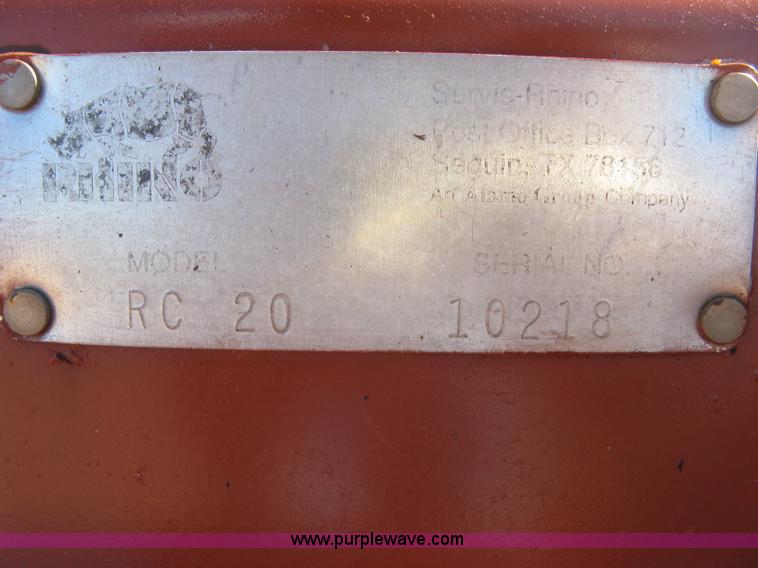 RHINO
Servis-Rhino
Post Office Box 712
Seguin, TX 78156
An Alamo Group Company
MODEL
SERIAL NO.
RC 20
10218
www.purplewave.com